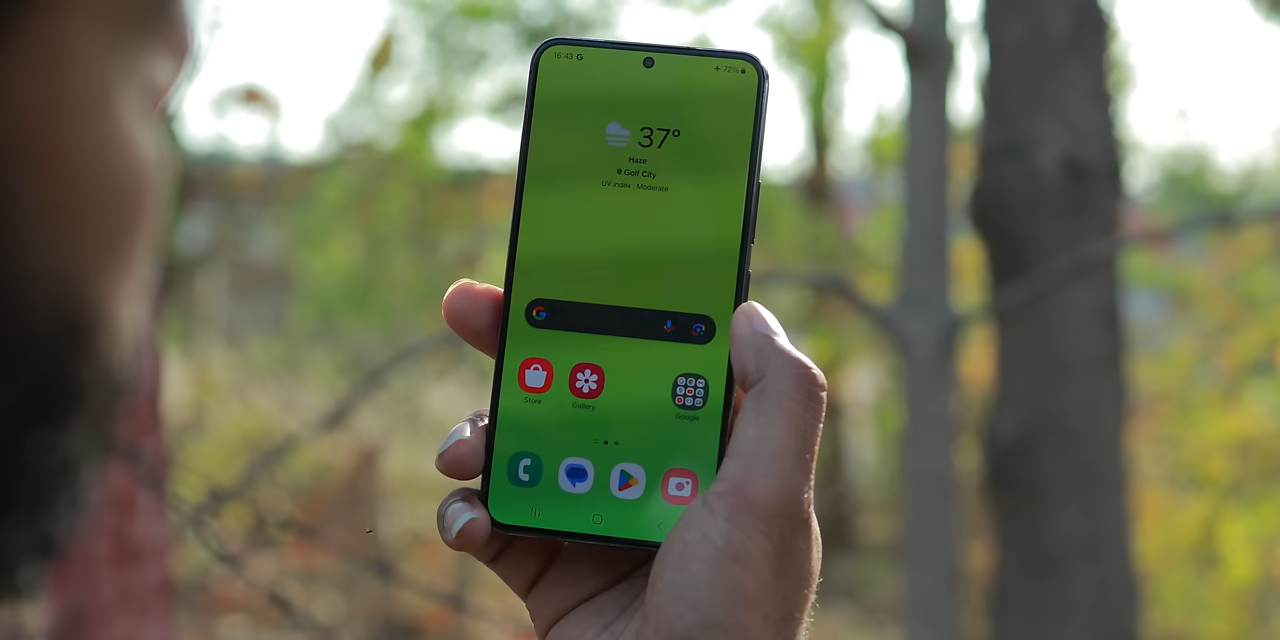 16:43 G
72%
37°
Haze
Golf City
UV index : Moderate
G
Store
Gallery
Google